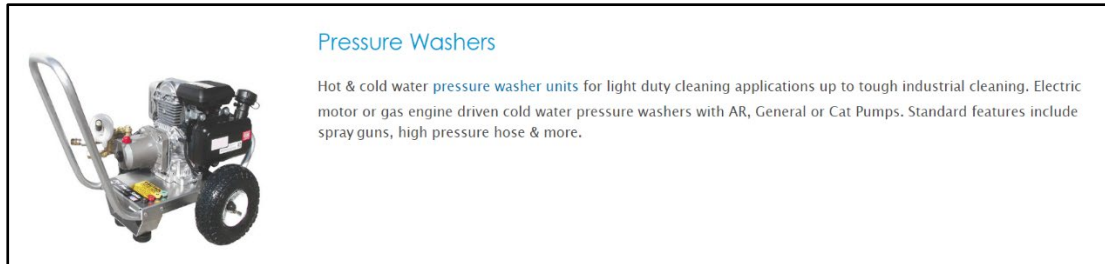 Pressure Washers
Hot & cold water pressure washer units for light duty cleaning applications up to tough industrial cleaning. Electric
motor or gas engine driven cold water pressure washers with AR, General or Cat Pumps. Standard features include
spray guns, high pressure hose & more.